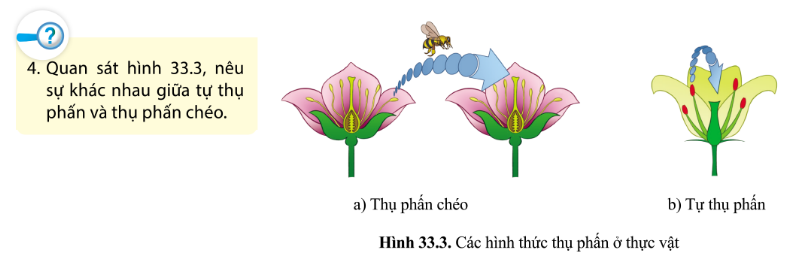 4. Quan sát hình 33.3, nêu
sự khác nhau giữa tự thụ
phấn và thụ phấn chéo.
a) Thụ phấn chéo
b) Tự thụ phấn
Hình 33.3. Các hình thức thụ phấn ở thực vật